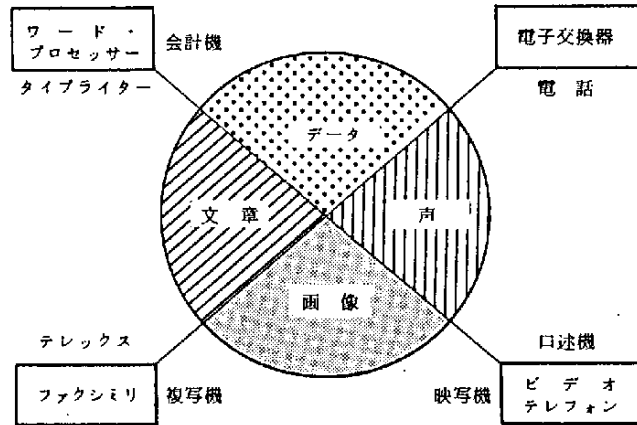 ワード・
プロセッサー
会計機
電子交換器
タイプライター
電話
データ
文章
声
画像
テレックス
口述機
ファクシミリ
複写機
映写機
ビデオ
テレフォン